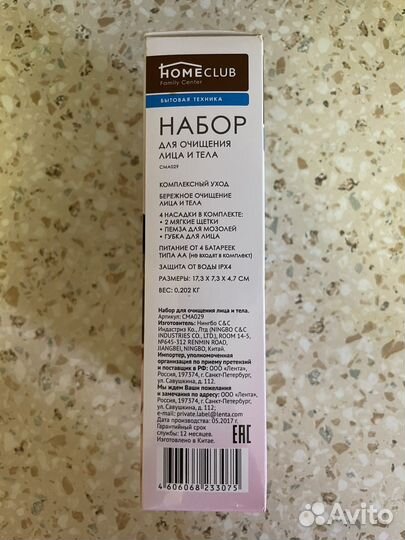 HOMECLUB
Family Center
БЫТОВАЯ ТЕХНИКА
НАБОР
ДЛЯ ОЧИЩЕНИЯ
ЛИЦА И ТЕЛА
CMA029
КОМПЛЕКСНЫЙ УХОД
БЕРЕЖНОЕ ОЧИЩЕНИЕ
ЛИЦА И ТЕЛА
4 НАСАДКИ В КОМПЛЕКТЕ:
• 2 МЯГКИЕ ЩЕТКИ
• ПЕМЗА ДЛЯ МОЗОЛЕЙ
• ГУБКА ДЛЯ ЛИЦА
ПИТАНИЕ ОТ 4 БАТАРЕЕК
ТИПА АА (НЕ ВХОДЯТ В КОМПЛЕКТ)
ЗАЩИТА ОТ ВОДЫ IPX4
РАЗМЕРЫ: 17,3 X 7,3 X 4,7 СМ
ВЕС: 0,202 КГ
Набор для очищения лица и тела.
Артикул: CMA029
Изготовитель: Нингбо С&С
Индастриз Ко., Лтд (NINGBO C&C
INDUSTRIES CO., LTD.), ROOM 14-5,
№645-312 RENMIN ROAD,
JIANGBEI, NINGBO, Китай.
Импортер, уполномоченная
организация по приему претензий
и поставщик в РФ: ООО «Лента»,
Россия, 197374, г. Санкт-Петербург,
ул. Савушкина, д. 112.
Мы ждем Ваши пожелания
и замечания по адресу:
ООО «Лента», Россия, 197374,
г. Санкт-Петербург,
ул. Савушкина, д. 112;
e-mail: private.label@lenta.com
Дата производства: 05.2017 г.
Гарантийный срок
службы: 12 месяцев.
Изготовлено в Китае.
EAC
4 606068 233075
Avito